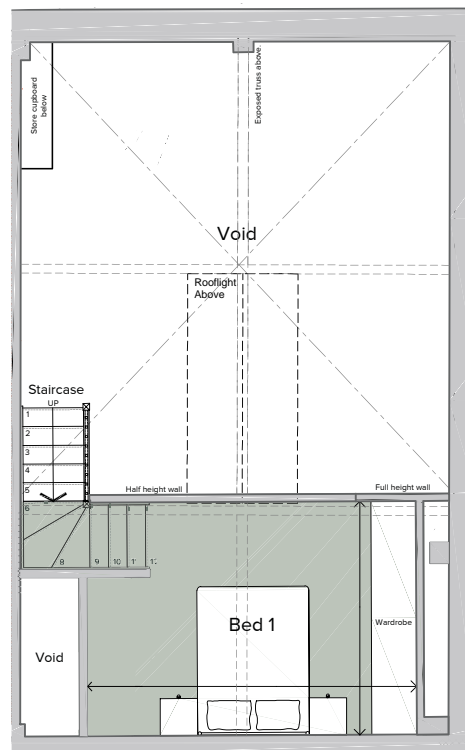 Store cupboard
below
Exposed truss above.
Void
Rooflight
Above
Staircase
UP
1
2
3
4
5
6
8
9
10
Half height wall
Full height wall
Bed 1
Wardrobe
Void